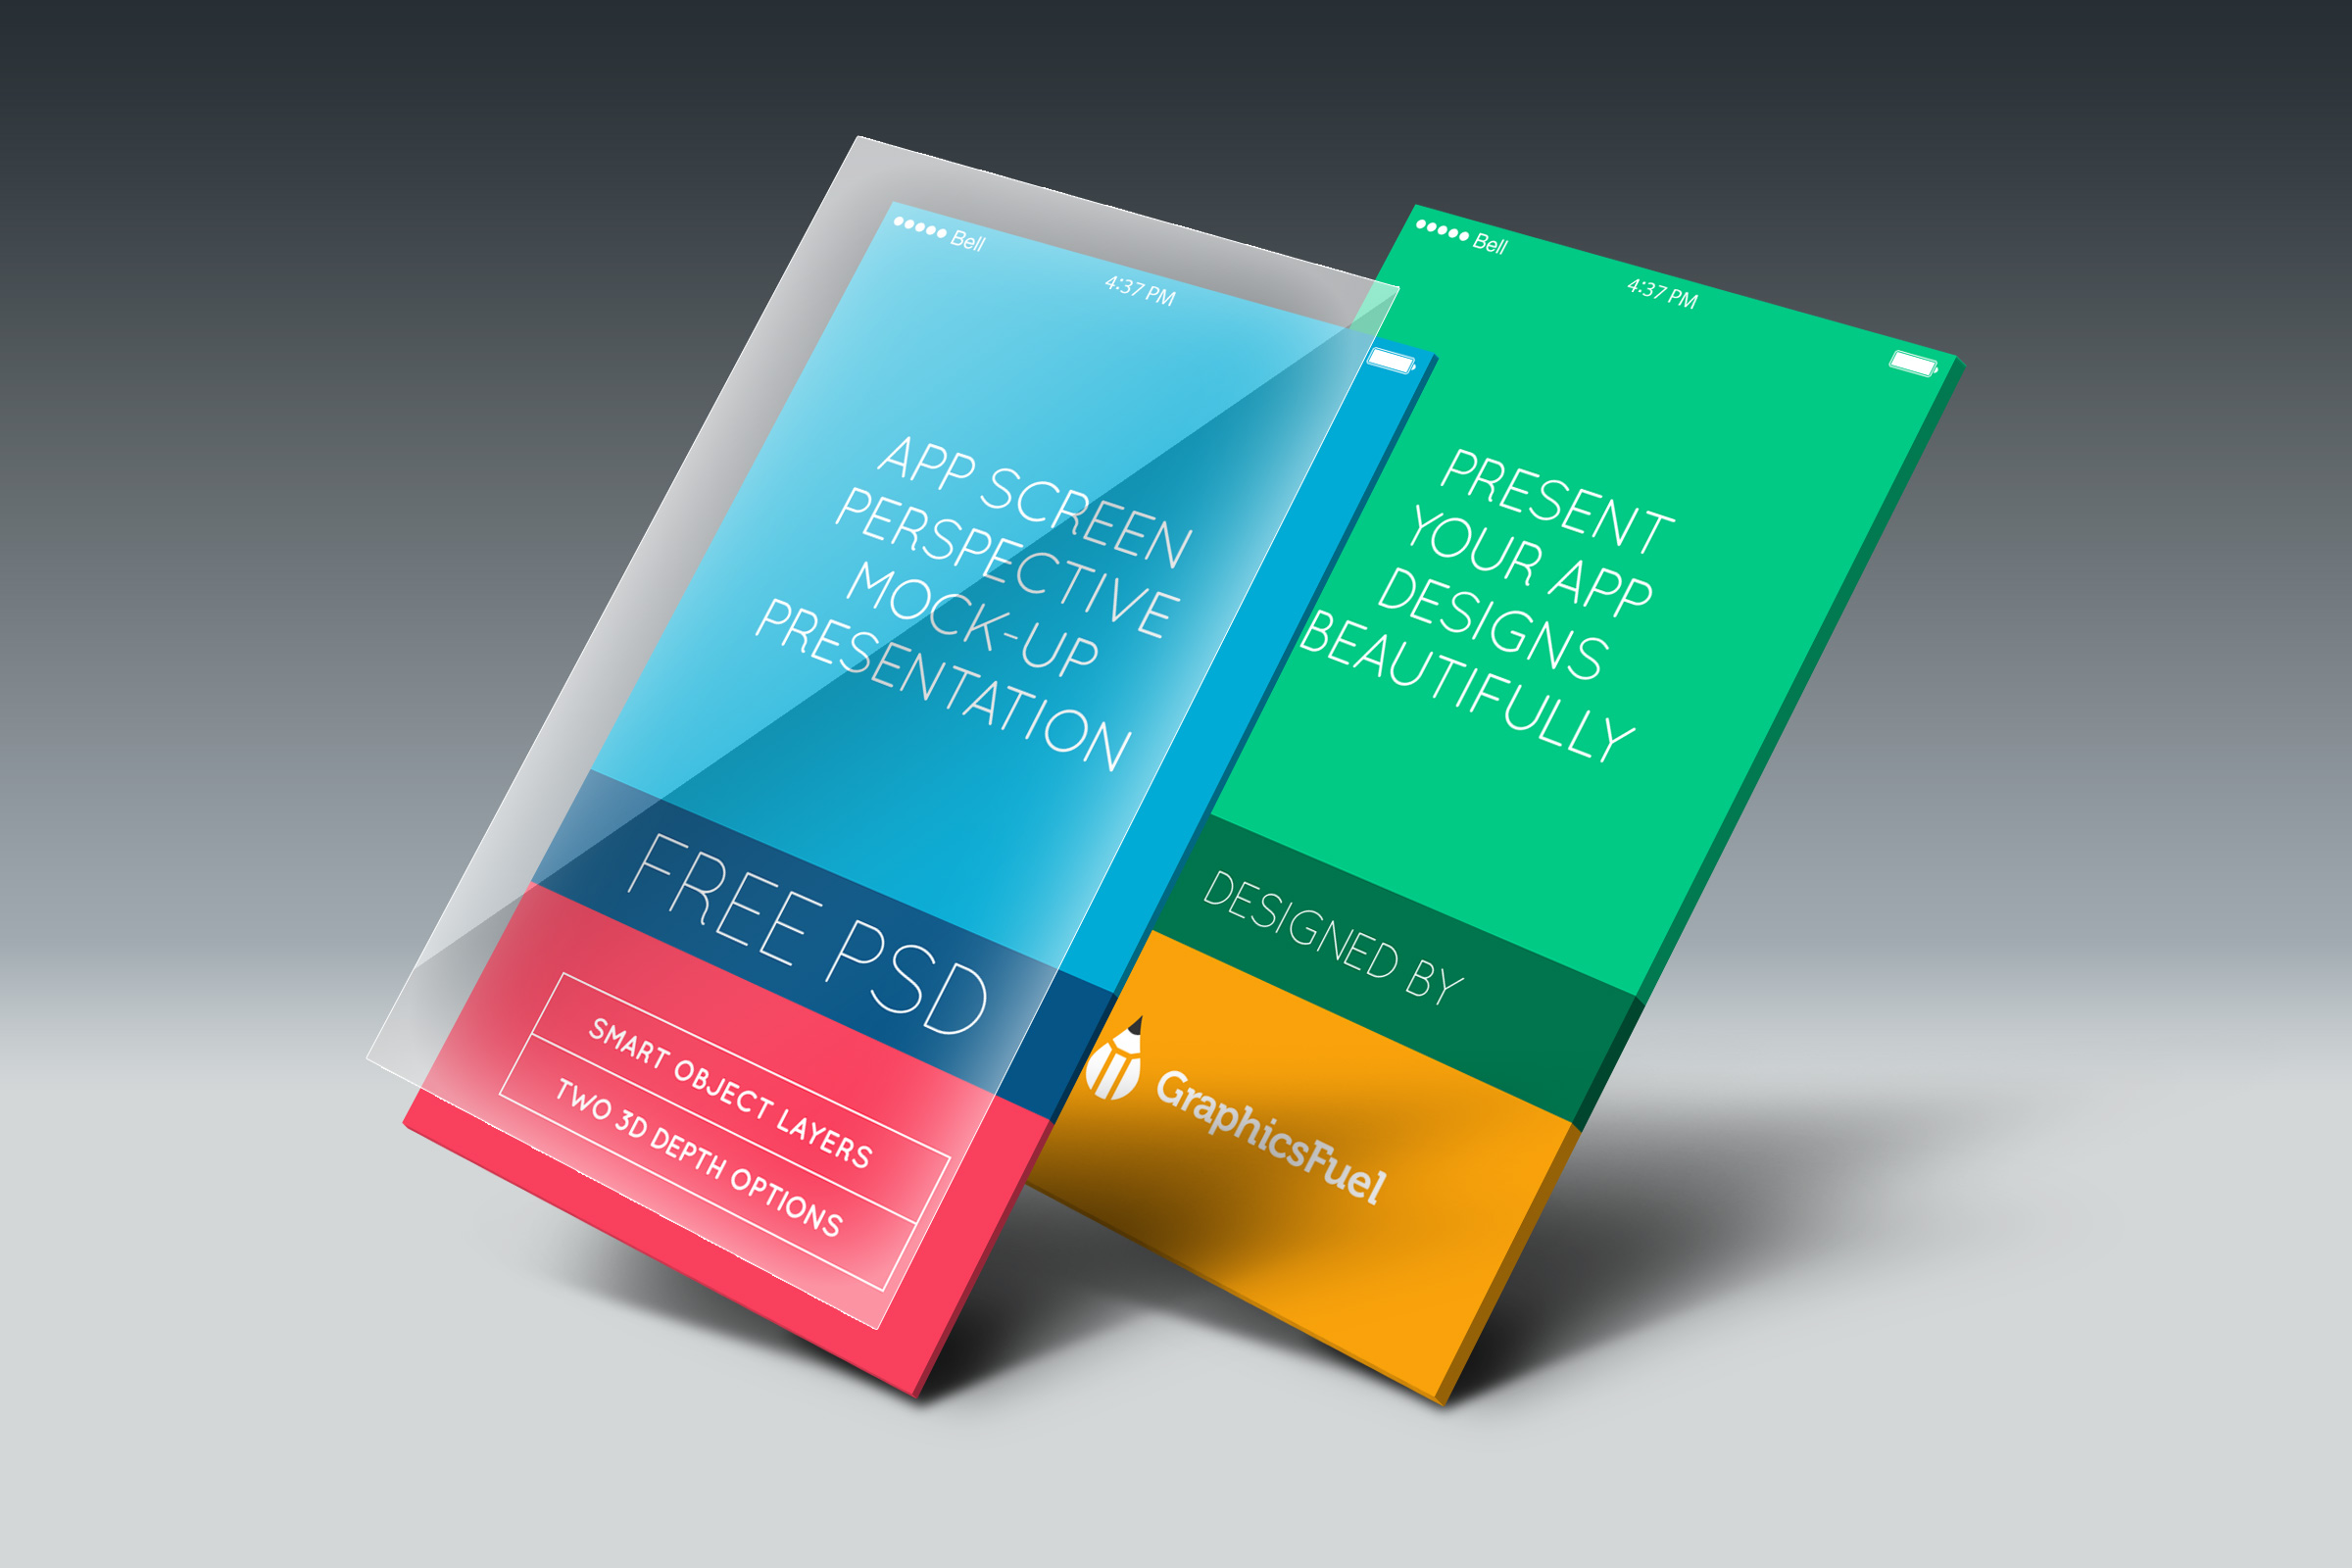 Bell
4:37 PM
APP SCREEN
PERSPECTIVE
MOCK-UP
PRESENTATION
FREE PSD
SMART OBJECT LAYERS
TWO 3D DEPTH OPTIONS
Bell
4:37 PM
PRESENT
YOUR APP
DESIGNS
BEAUTIFULLY
DESIGNED BY
GraphicsFuel